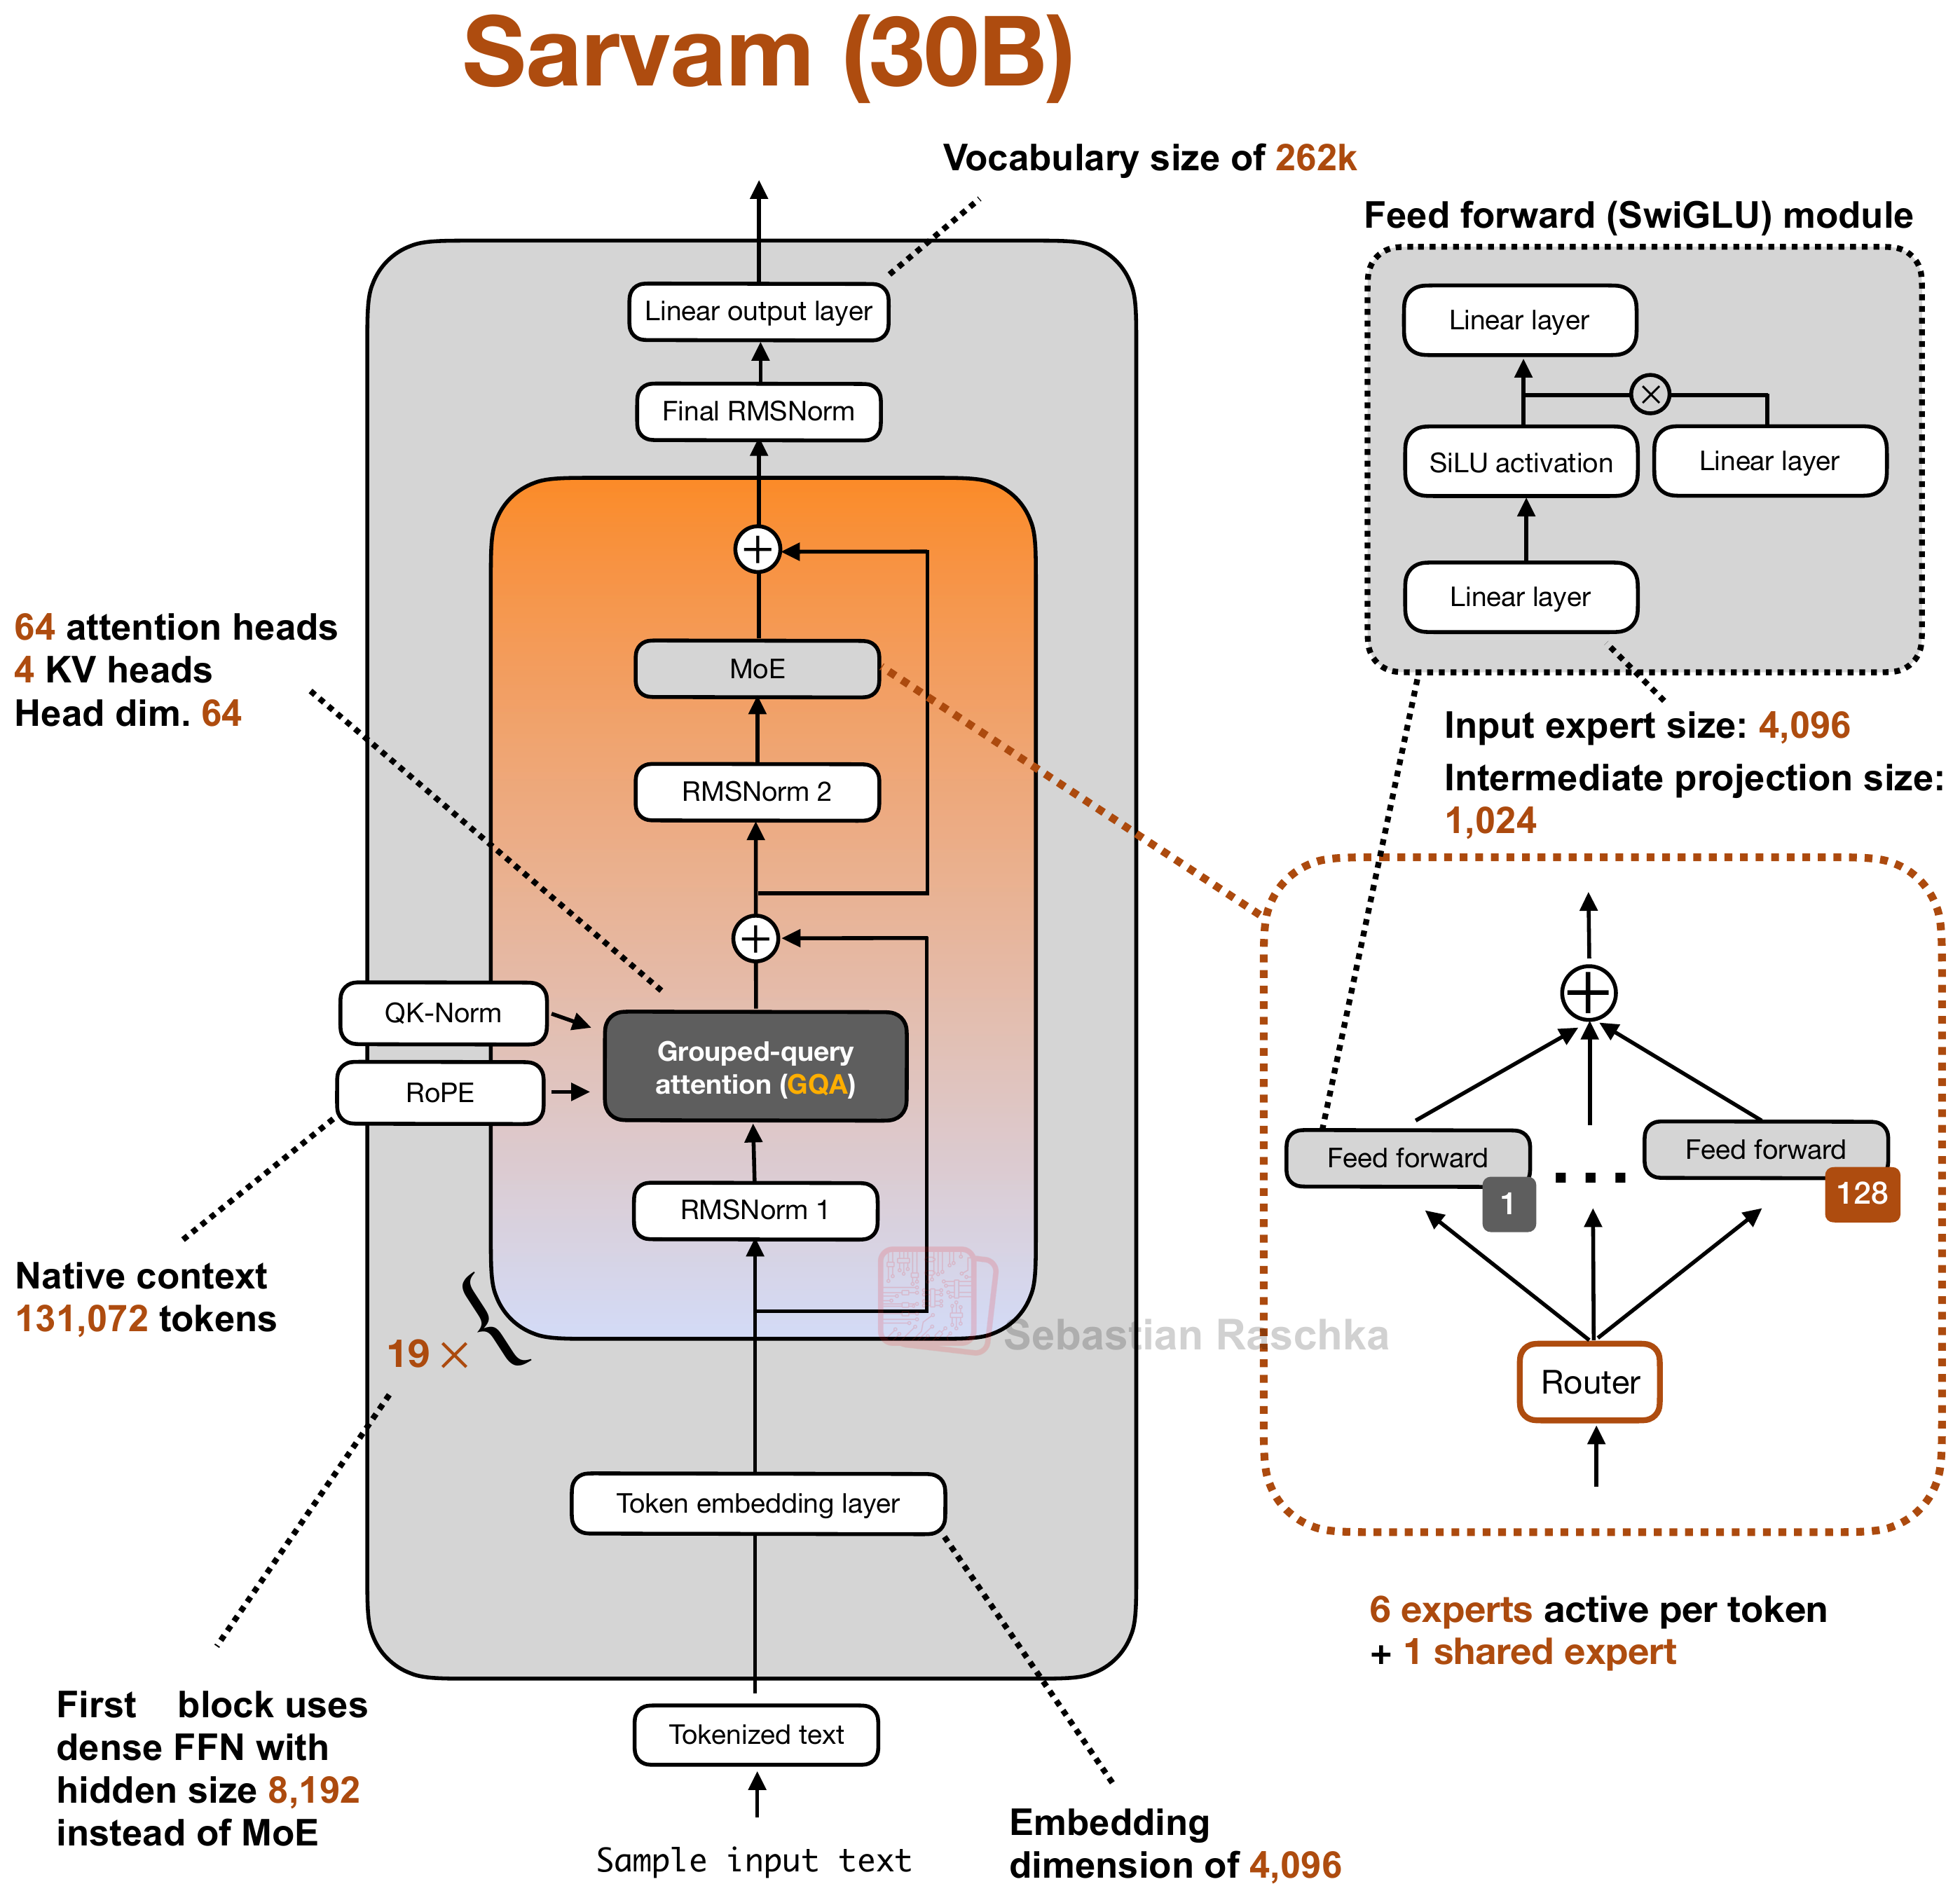 Sarvam (30B)
Vocabulary size of 262k
Linear output layer
Final RMSNorm
MoE
RMSNorm 2
64 attention heads
4 KV heads
Head dim. 64
QK-Norm
RoPE
Grouped-query
attention (GQA)
RMSNorm 1
Native context
131,072 tokens
19 ×
Sebastian Raschka
Token embedding layer
First block uses
dense FFN with
hidden size 8,192
instead of MoE
Tokenized text
Sample input text
Embedding
dimension of 4,096
Feed forward (SwiGLU) module
Linear layer
SiLU activation
Linear layer
Linear layer
Input expert size: 4,096
Intermediate projection size:
1,024
Feed forward
1
Feed forward
128
Router
6 experts active per token
+ 1 shared expert